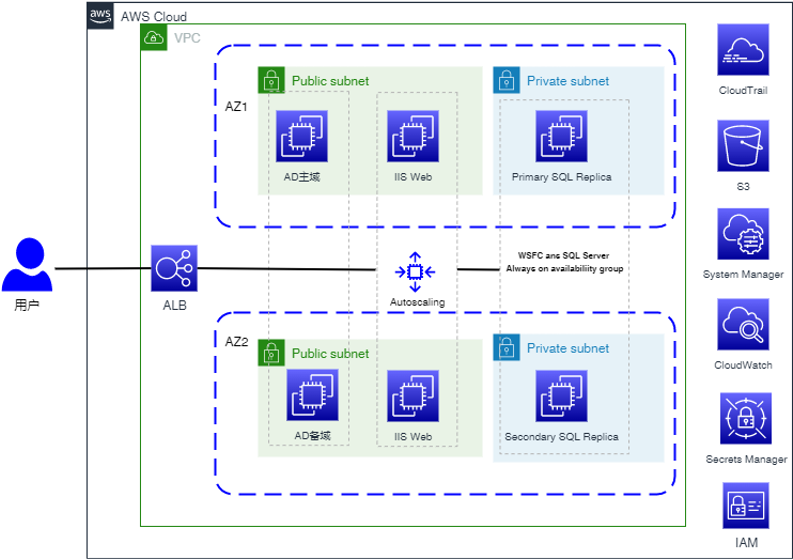 aws
AWS Cloud
VPC
AZ1
Public subnet
Private subnet
AD主域
IIS Web
Primary SQL Replica
用户
ALB
Autoscaling
WSFC ans SQL Server
Always on availabiliity group
AZ2
Public subnet
Private subnet
AD备域
IIS Web
Secondary SQL Replica
CloudTrail
S3
System Manager
CloudWatch
Secrets Manager
IAM